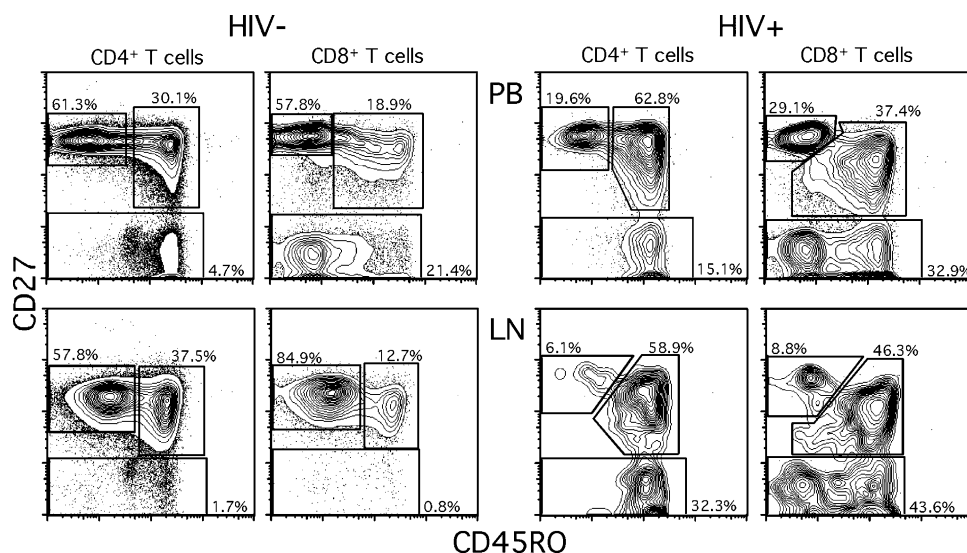 HIV- HIV+
CD4+ T cells CD8+ T cells CD4+ T cells CD8+ T cells
PB
61.3% 30.1% 57.8% 18.9% 19.6% 62.8% 29.1% 37.4%
4.7% 21.4% 15.1% 32.9%
CD27
LN
57.8% 37.5% 84.9% 12.7% 6.1% 58.9% 8.8% 46.3%
1.7% 0.8% 32.3% 43.6%
CD45RO